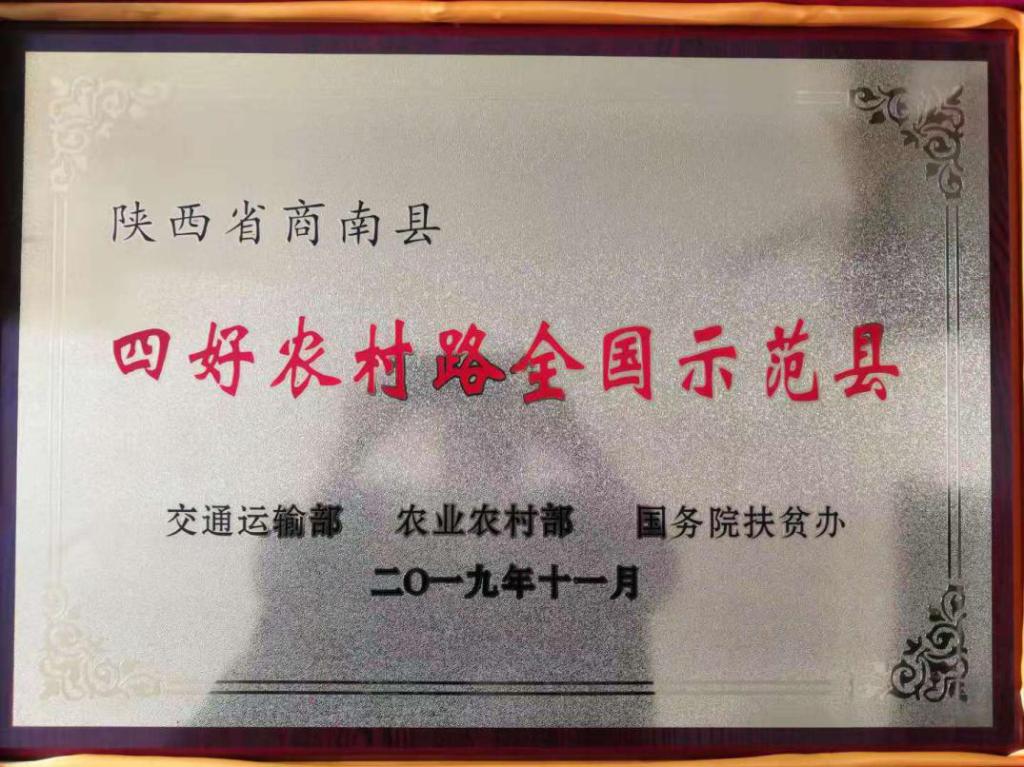 陕西省商南县
四好农村路全国示范县
交通运输部 农业农村部 国务院扶贫办
二〇一九年十一月